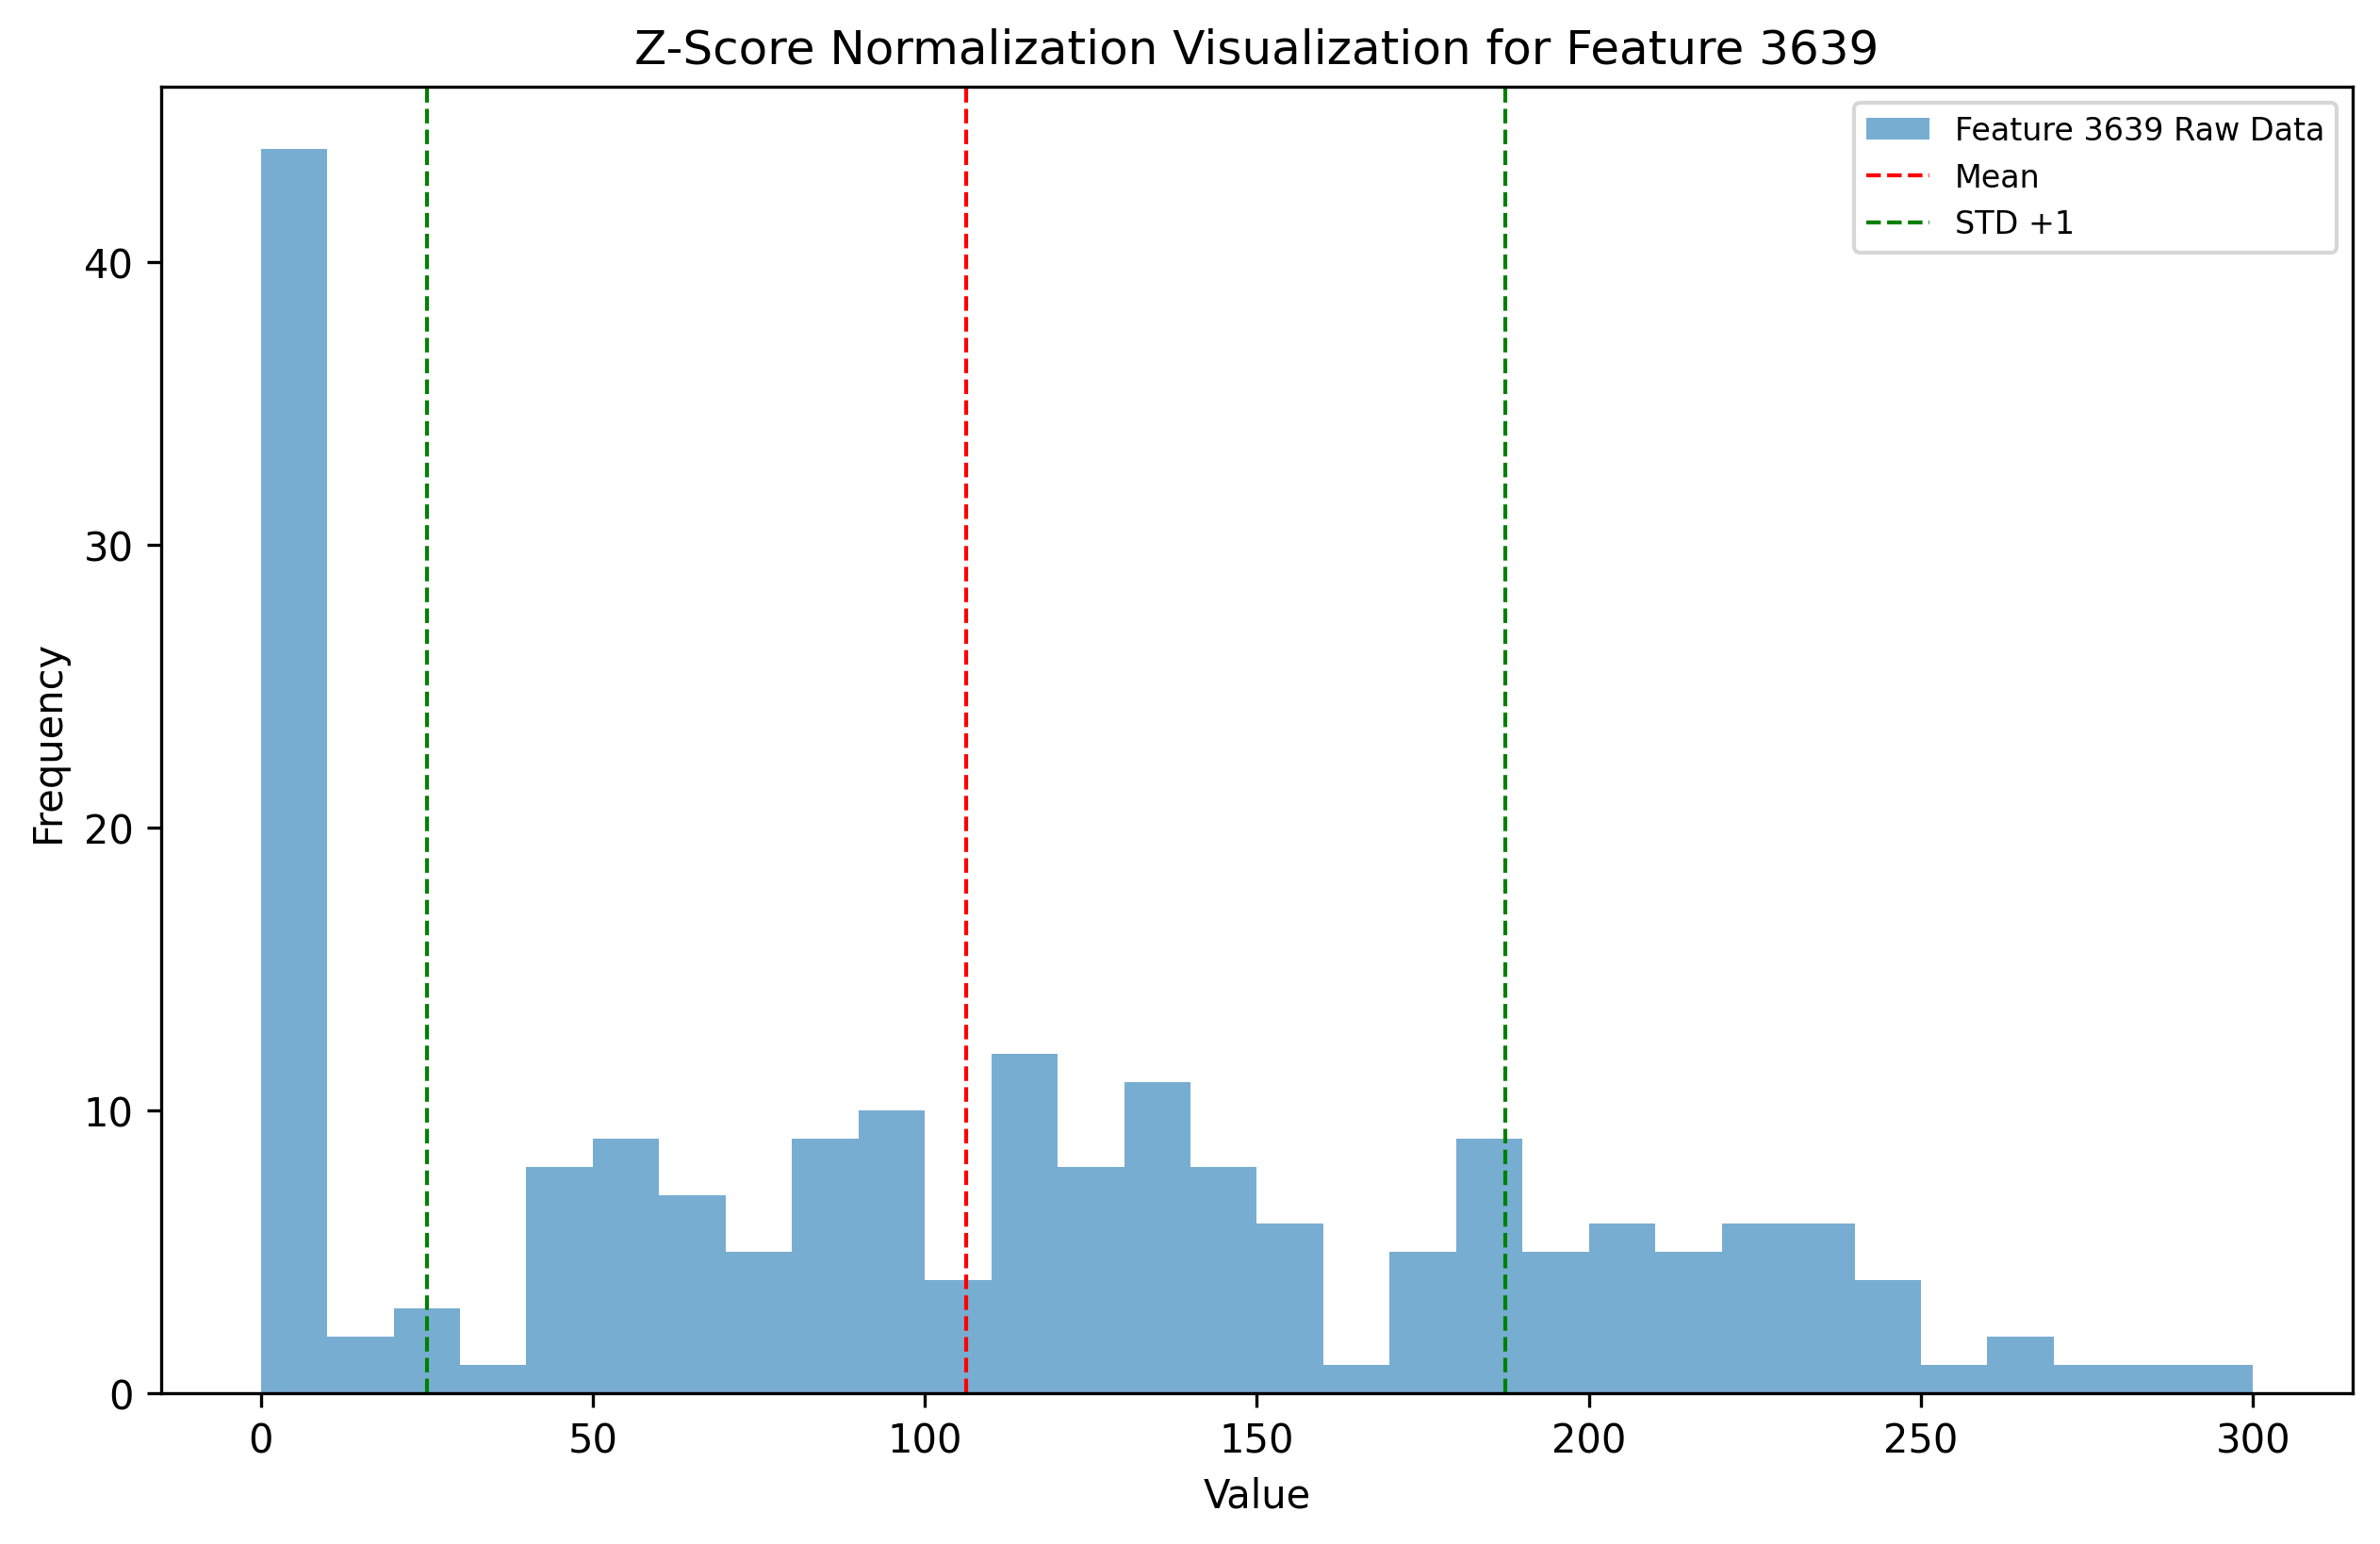 Z-Score Normalization Visualization for Feature 3639
Feature 3639 Raw Data
Mean
STD +1
Frequency
40
30
20
10
0
0 50 100 150 200 250 300
Value